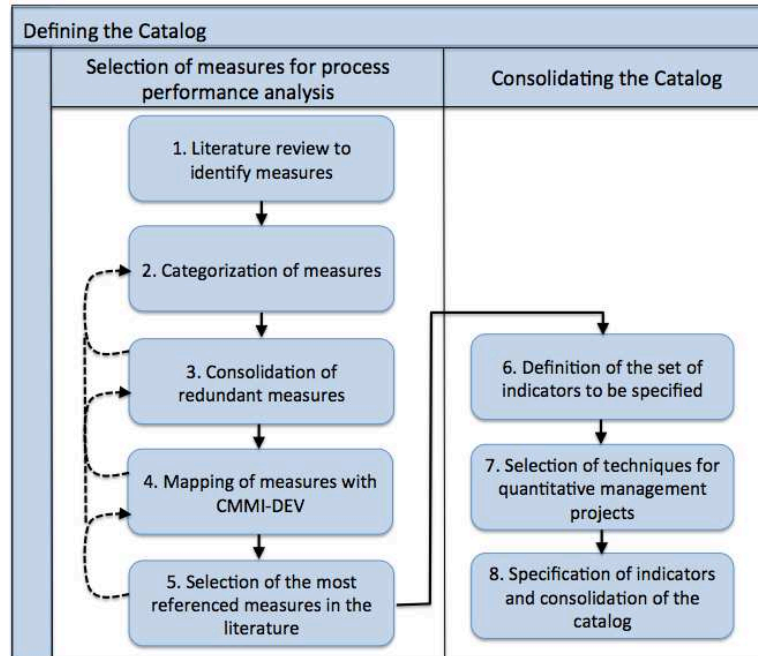 Defining the Catalog
Selection of measures for process
performance analysis
Consolidating the Catalog
1. Literature review to
identify measures
2. Categorization of measures
3. Consolidation of
redundant measures
4. Mapping of measures with
CMMI-DEV
5. Selection of the most
referenced measures in the
literature
6. Definition of the set of
indicators to be specified
7. Selection of techniques for
quantitative management
projects
8. Specification of indicators
and consolidation of the
catalog